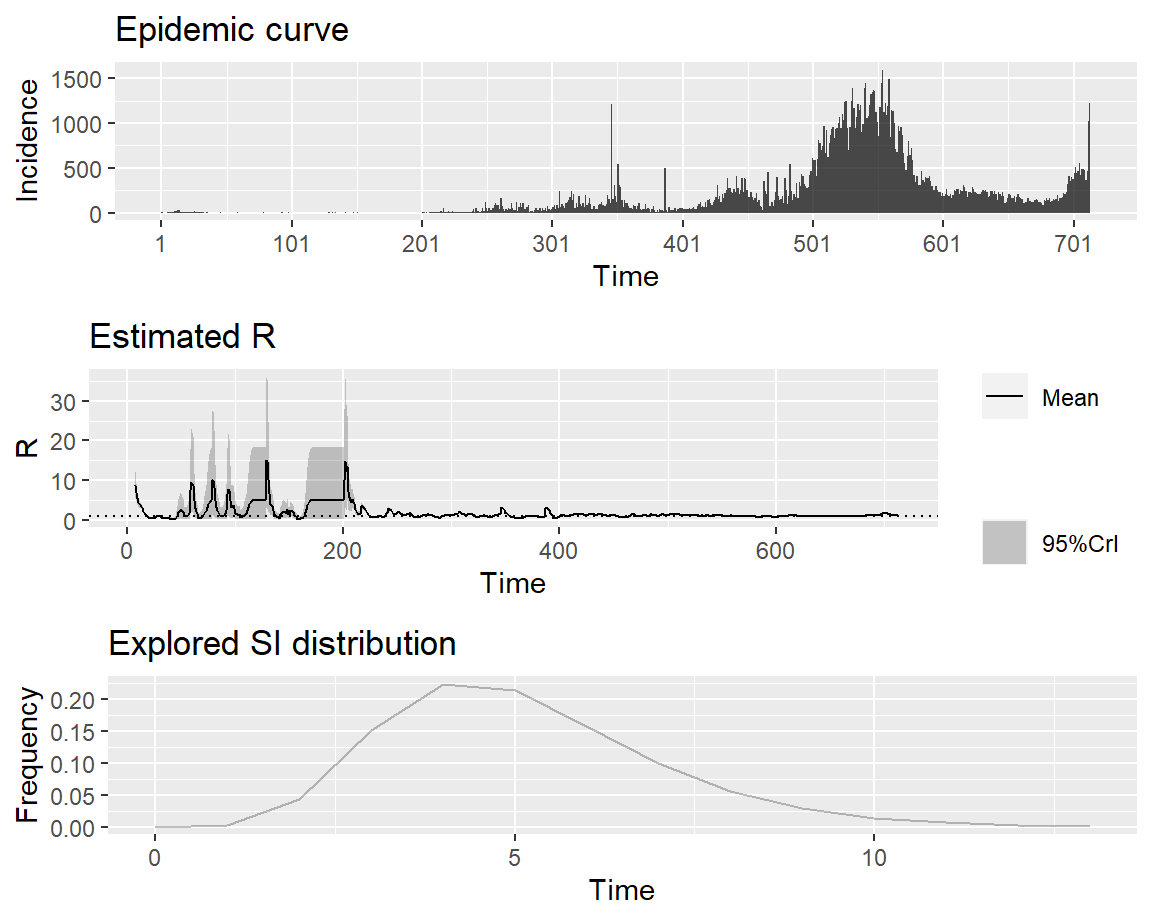 Epidemic curve
1500
1000
500
0
Incidence
1 101 201 301 401 501 601 701
Time
Estimated R
30
20
10
0
R
0 200 400 600
Time
Mean
95%CrI
Explored SI distribution
0.20
0.15
0.10
0.05
0.00
Frequency
0 5 10
Time